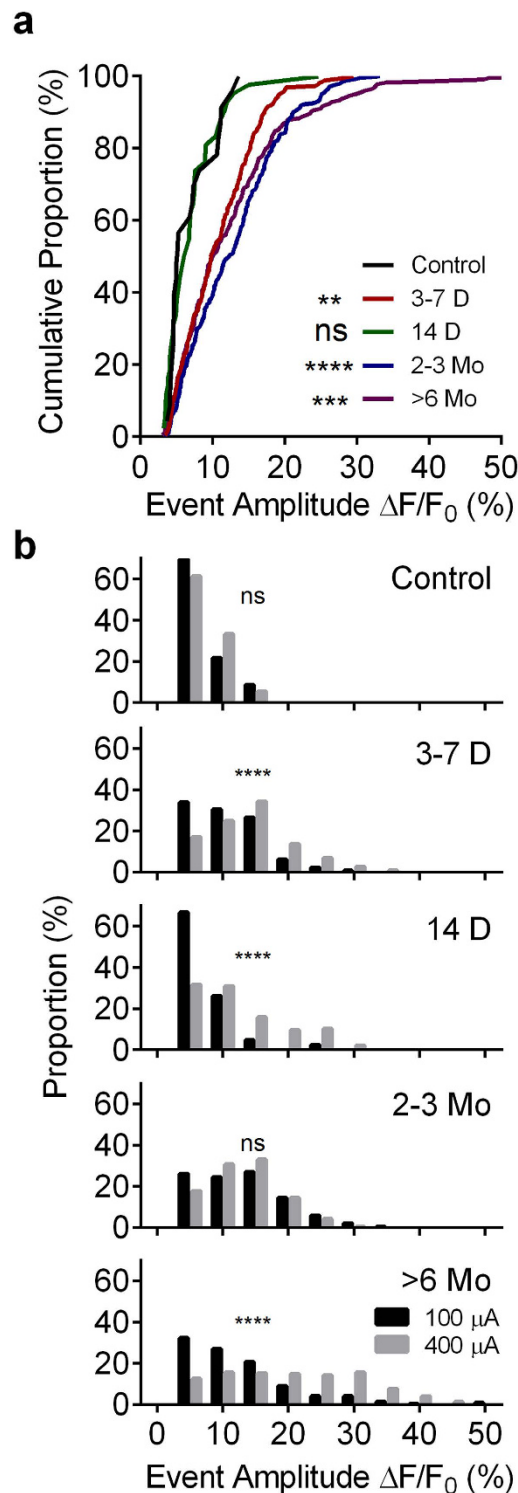 a
100
80
60
40
20
0
Cumulative Proportion (%)
Control
** 3-7 D
ns 14 D
**** 2-3 Mo
*** >6 Mo
0 10 20 30 40 50
Event Amplitude ΔF/F0 (%)
b
Proportion (%)
60
40
20
0
ns
Control
60
40
20
0
****
3-7 D
60
40
20
0
****
14 D
60
40
20
0
ns
2-3 Mo
60
40
20
0
****
>6 Mo
100 μA
400 μA
0 10 20 30 40 50
Event Amplitude ΔF/F0 (%)